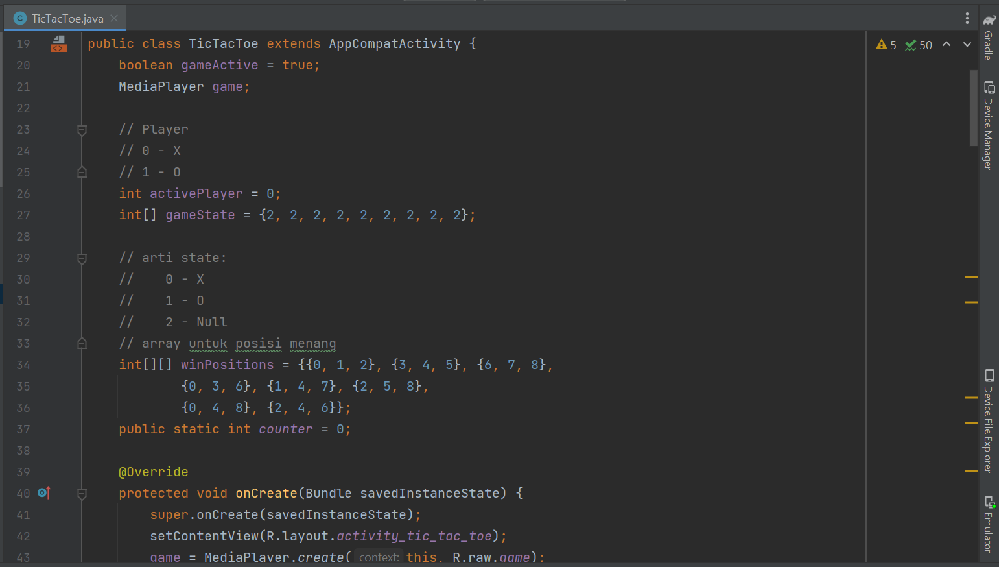 TicTacToe.java
5 50
19 public class TicTacToe extends AppCompatActivity {
20 boolean gameActive = true;
21 MediaPlayer game;
22
23 // Player
24 // 0 - X
25 // 1 - O
26 int activePlayer = 0;
27 int[] gameState = {2, 2, 2, 2, 2, 2, 2, 2, 2};
28
29 // arti state:
30 //    0 - X
31 //    1 - O
32 //    2 - Null
33 // array untuk posisi menang
34 int[][] winPositions = {{0, 1, 2}, {3, 4, 5}, {6, 7, 8},
35 {0, 3, 6}, {1, 4, 7}, {2, 5, 8},
36 {0, 4, 8}, {2, 4, 6}};
37 public static int counter = 0;
38
39 @Override
40 protected void onCreate(Bundle savedInstanceState) {
41 super.onCreate(savedInstanceState);
42 setContentView(R.layout.activity_tic_tac_toe);
43 game = MediaPlayer.create( context: this, R.raw.game);
Gradle
Device Manager
Device File Explorer
Emulator